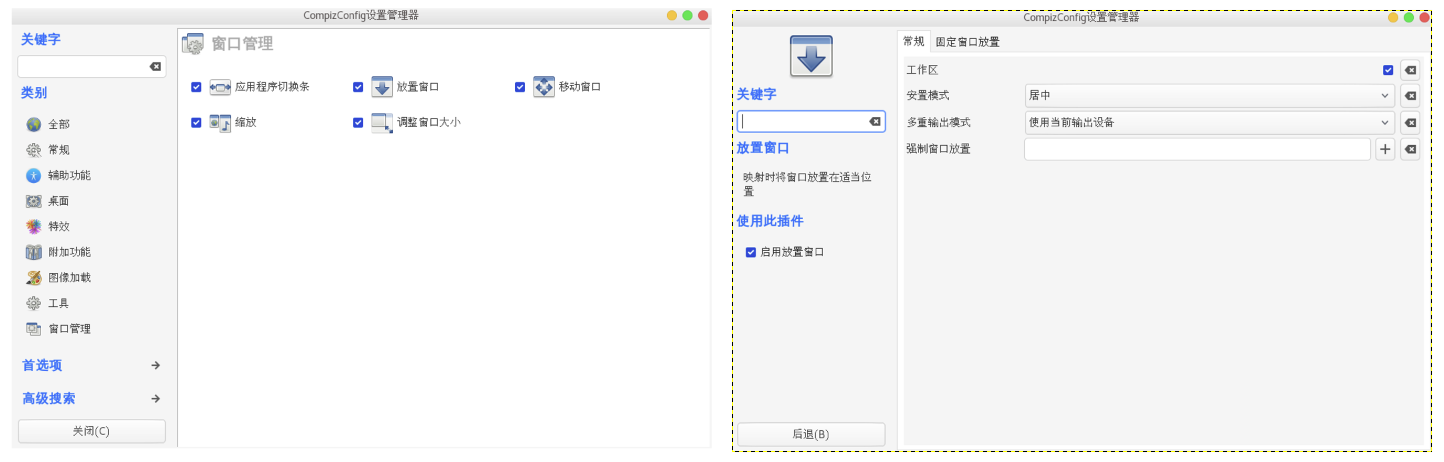 CompizConfig设置管理器
关键字
类别
全部
常规
辅助功能
桌面
特效
附加功能
图像加载
工具
窗口管理
首选项
高级搜索
关闭(C)
窗口管理
应用程序切换条
放置窗口
移动窗口
缩放
调整窗口大小
CompizConfig设置管理器
关键字
放置窗口
映射时将窗口放置在适当位
置
使用此插件
启用放置窗口
后退(B)
常规
固定窗口放置
工作区
安置模式
居中
多重输出模式
使用当前输出设备
强制窗口放置